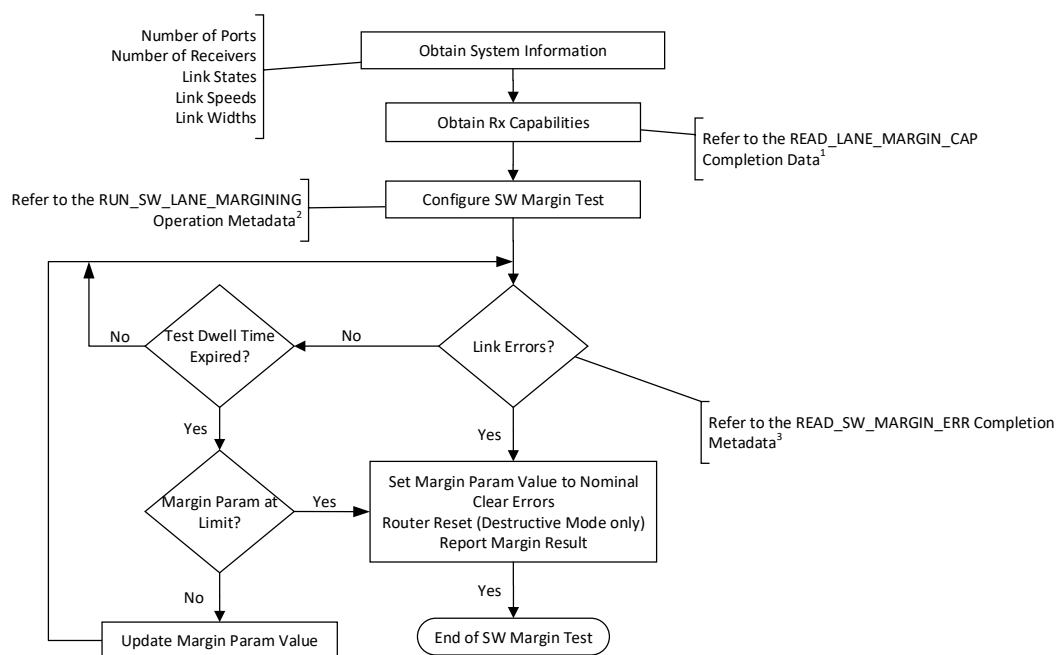 Number of Ports
Number of Receivers
Link States
Link Speeds
Link Widths
Obtain System Information
Obtain Rx Capabilities
Refer to the READ_LANE_MARGIN_CAP
Completion Data¹
Refer to the RUN_SW_LANE_MARGINING
Operation Metadata²
Configure SW Margin Test
No
Test Dwell Time
Expired?
No
Link Errors?
Yes
Yes
Refer to the READ_SW_MARGIN_ERR Completion
Metadata³
Margin Param at
Limit?
Yes
Set Margin Param Value to Nominal
Clear Errors
Router Reset (Destructive Mode only)
Report Margin Result
No
Yes
Update Margin Param Value
End of SW Margin Test